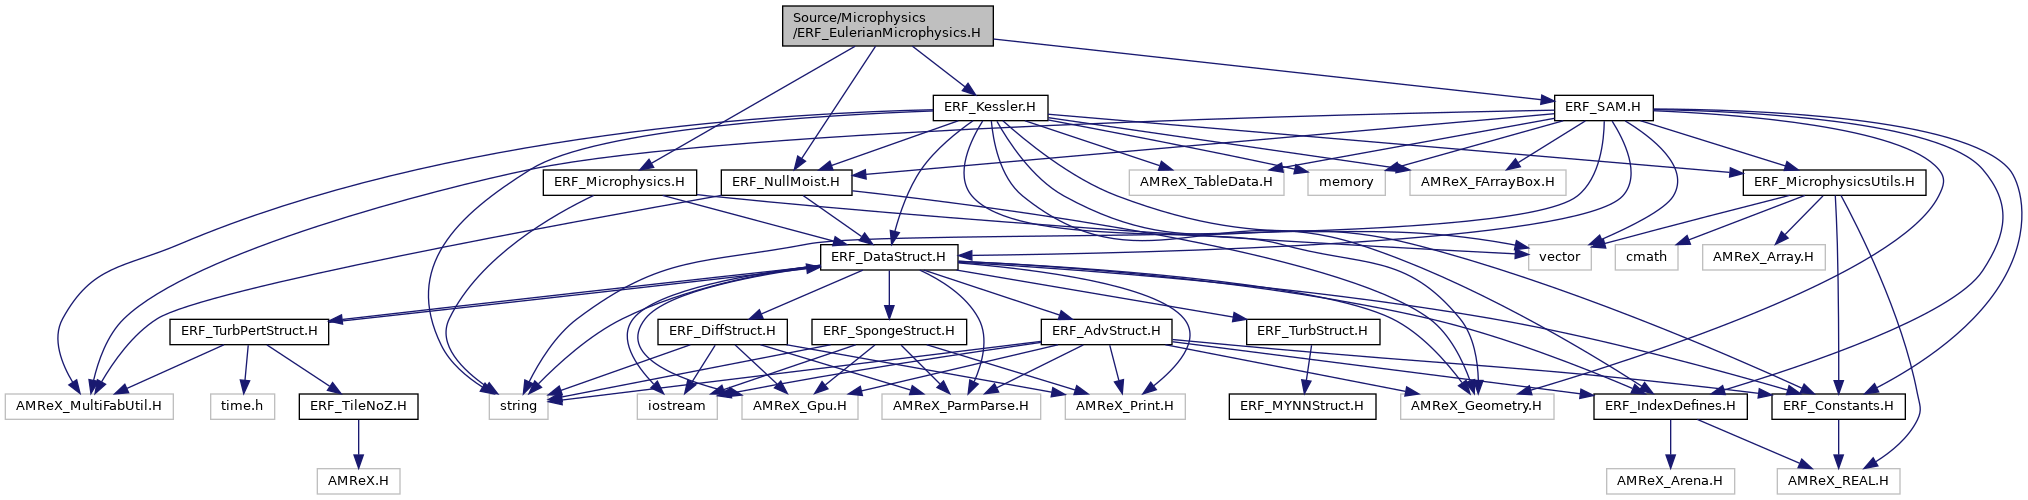 Source/Microphysics
/ERF_EulerianMicrophysics.H
ERF_Kessler.H
ERF_SAM.H
ERF_Microphysics.H
ERF_NullMoist.H
AMReX_TableData.H
memory
AMReX_FArrayBox.H
ERF_MicrophysicsUtils.H
ERF_DataStruct.H
vector
cmath
AMReX_Array.H
ERF_TurbPertStruct.H
ERF_DiffStruct.H
ERF_SpongeStruct.H
ERF_AdvStruct.H
ERF_TurbStruct.H
AMReX_MultiFabUtil.H
time.h
ERF_TileNoZ.H
string
iostream
AMReX_Gpu.H
AMReX_ParmParse.H
AMReX_Print.H
ERF_MYNNStruct.H
AMReX_Geometry.H
ERF_IndexDefines.H
ERF_Constants.H
AMReX.H
AMReX_Arena.H
AMReX_REAL.H